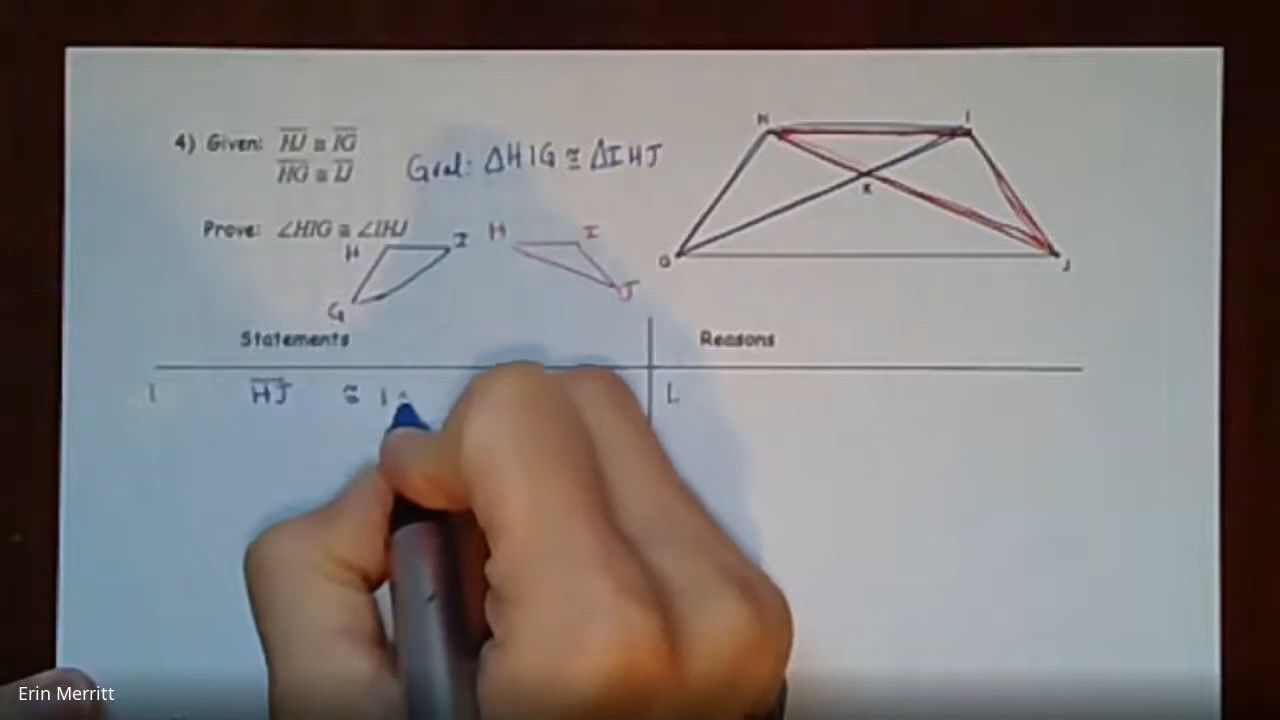 4) Given: HJ ≅ IG
HG ≅ IJ
Goal: ΔHIG ≅ ΔIHJ
Prove: ∠HIG ≅ ∠IHJ
H I
G
H I
J
H I
K
G J
Statements Reasons
1 HJ ≅ I
1.
Erin Merritt